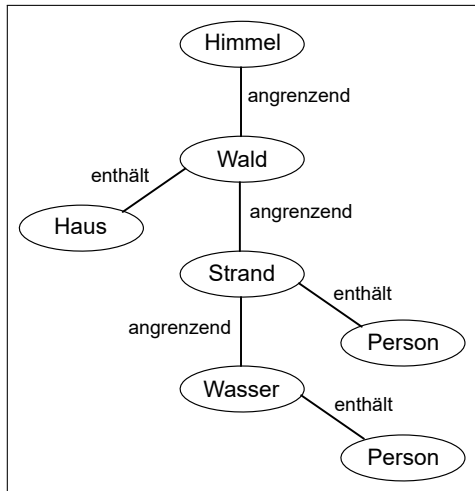 Himmel
angrenzend
Wald
enthält
Haus
angrenzend
Strand
enthält
angrenzend
Person
Wasser
enthält
Person